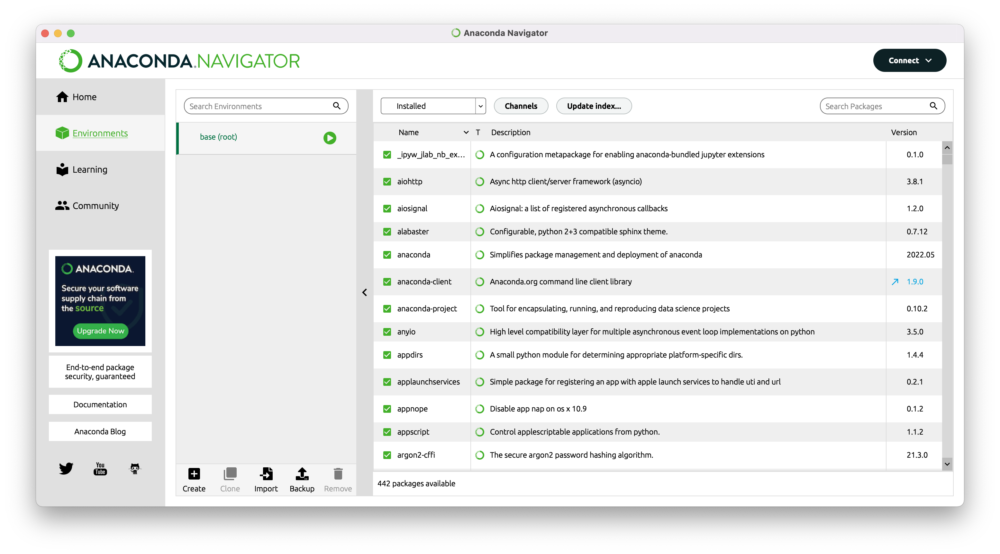 Anaconda Navigator
ANACONDA.NAVIGATOR
Connect
Home
Environments
Learning
Community
ANACONDA.
Secure your software
supply chain from
the source
Upgrade Now
End-to-end package
security, guaranteed
Documentation
Anaconda Blog
You
Tube
Search Environments
base (root)
Create Clone Import Backup Remove
Installed Channels Update index... Search Packages
Name T Description Version
_ipyw_jlab_nb_ex... A configuration metapackage for enabling anaconda-bundled jupyter extensions 0.1.0
aiohttp Async http client/server framework (asyncio) 3.8.1
aiosignal Aiosignal: a list of registered asynchronous callbacks 1.2.0
alabaster Configurable, python 2+3 compatible sphinx theme. 0.7.12
anaconda Simplifies package management and deployment of anaconda 2022.05
anaconda-client Anaconda.org command line client library 1.9.0
anaconda-project Tool for encapsulating, running, and reproducing data science projects 0.10.2
anyio High level compatibility layer for multiple asynchronous event loop implementations on python 3.5.0
appdirs A small python module for determining appropriate platform-specific dirs. 1.4.4
applaunchservices Simple package for registering an app with apple launch services to handle uti and url 0.2.1
appnope Disable app nap on os x 10.9 0.1.2
appscript Control applescriptable applications from python. 1.1.2
argon2-cffi The secure argon2 password hashing algorithm. 21.3.0
442 packages available